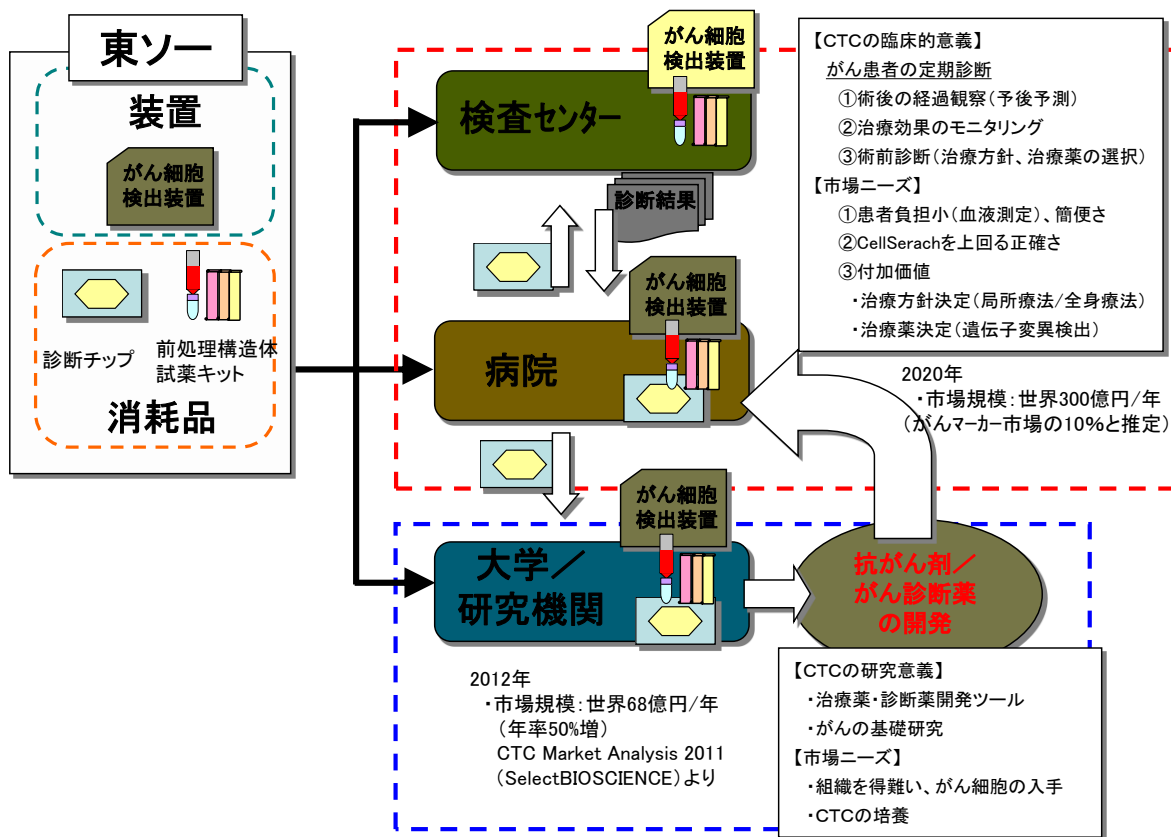 東ソー
装置
がん細胞
検出装置
診断チップ
前処理構造体
試薬キット
消耗品
がん細胞
検出装置
検査センター
診断結果
がん細胞
検出装置
病院
がん細胞
検出装置
大学／
研究機関
抗がん剤／
がん診断薬
の開発
【CTCの臨床的意義】
がん患者の定期診断
①術後の経過観察（予後予測）
②治療効果のモニタリング
③術前診断（治療方針、治療薬の選択）
【市場ニーズ】
①患者負担小（血液測定）、簡便さ
②CellSerachを上回る正確さ
③付加価値
・治療方針決定（局所療法/全身療法）
・治療薬決定（遺伝子変異検出）
2020年
・市場規模：世界300億円/年
（がんマーカー市場の10%と推定）
2012年
・市場規模：世界68億円/年
（年率50%増）
CTC Market Analysis 2011
（SelectBIOSCIENCE）より
【CTCの研究意義】
・治療薬・診断薬開発ツール
・がんの基礎研究
【市場ニーズ】
・組織を得難い、がん細胞の入手
・CTCの培養